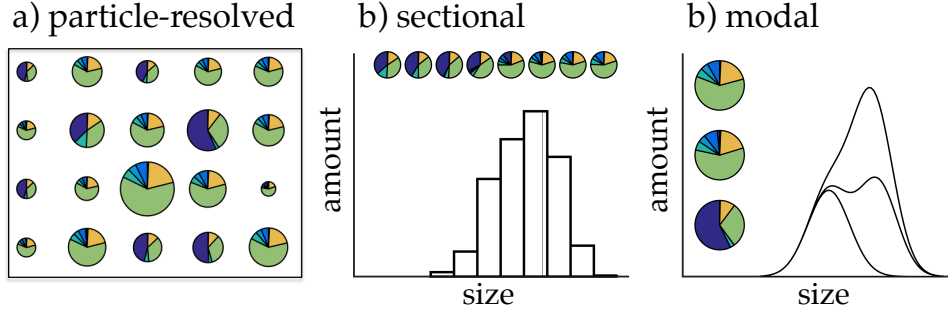 a) particle-resolved
b) sectional
b) modal
amount
size
amount
size